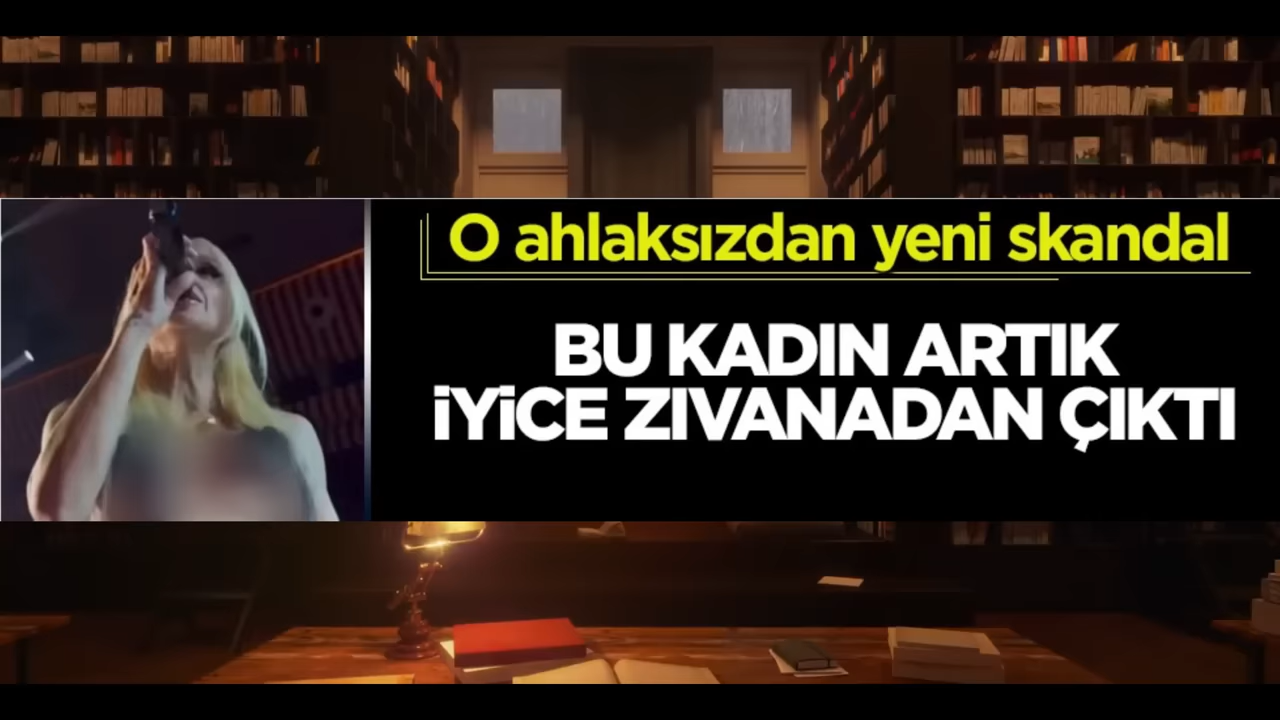 O ahlaksızdan yeni skandal
BU KADIN ARTIK
İYİCE ZIVANADAN ÇIKTI